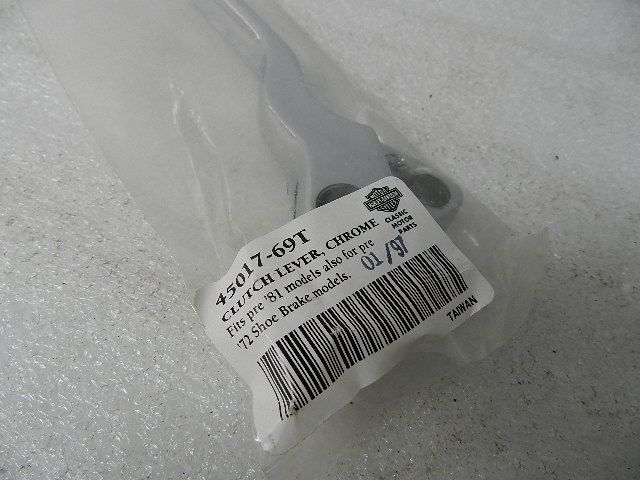 45017-69T
CLUTCH LEVER, CHROME
Fits pre '81 models also for pre
'72 Shoe Brake models.
01/97
CLASSIC
MOTOR
PARTS
TAIWAN